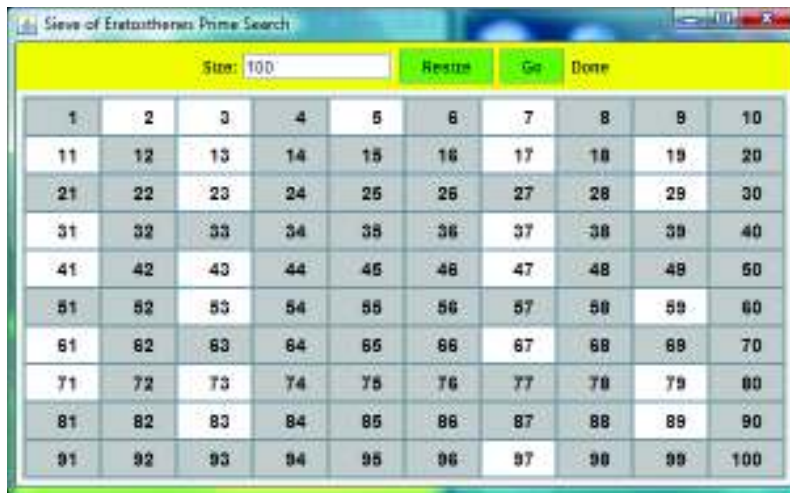 Sieve of Eratosthenes Prime Search
Size: 100 Resize Go Done
1 2 3 4 5 6 7 8 9 10
11 12 13 14 15 16 17 18 19 20
21 22 23 24 25 26 27 28 29 30
31 32 33 34 35 36 37 38 39 40
41 42 43 44 45 46 47 48 49 50
51 52 53 54 55 56 57 58 59 60
61 62 63 64 65 66 67 68 69 70
71 72 73 74 75 76 77 78 79 80
81 82 83 84 85 86 87 88 89 90
91 92 93 94 95 96 97 98 99 100